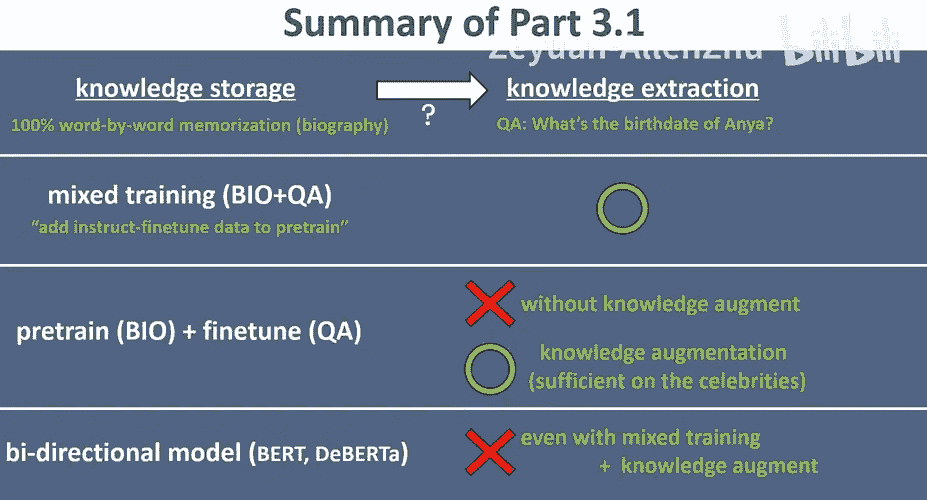 Summary of Part 3.1
Zeyuan AllenZhu bilibili
knowledge storage
?
knowledge extraction
100% word-by-word memorization (biography)
QA: What's the birthdate of Anya?
mixed training (BIO+QA)
"add instruct-finetune data to pretrain"
pretrain (BIO) + finetune (QA)
without knowledge augment
knowledge augmentation
(sufficient on the celebrities)
bi-directional model (BERT, DeBERTa)
even with mixed training
+ knowledge augment